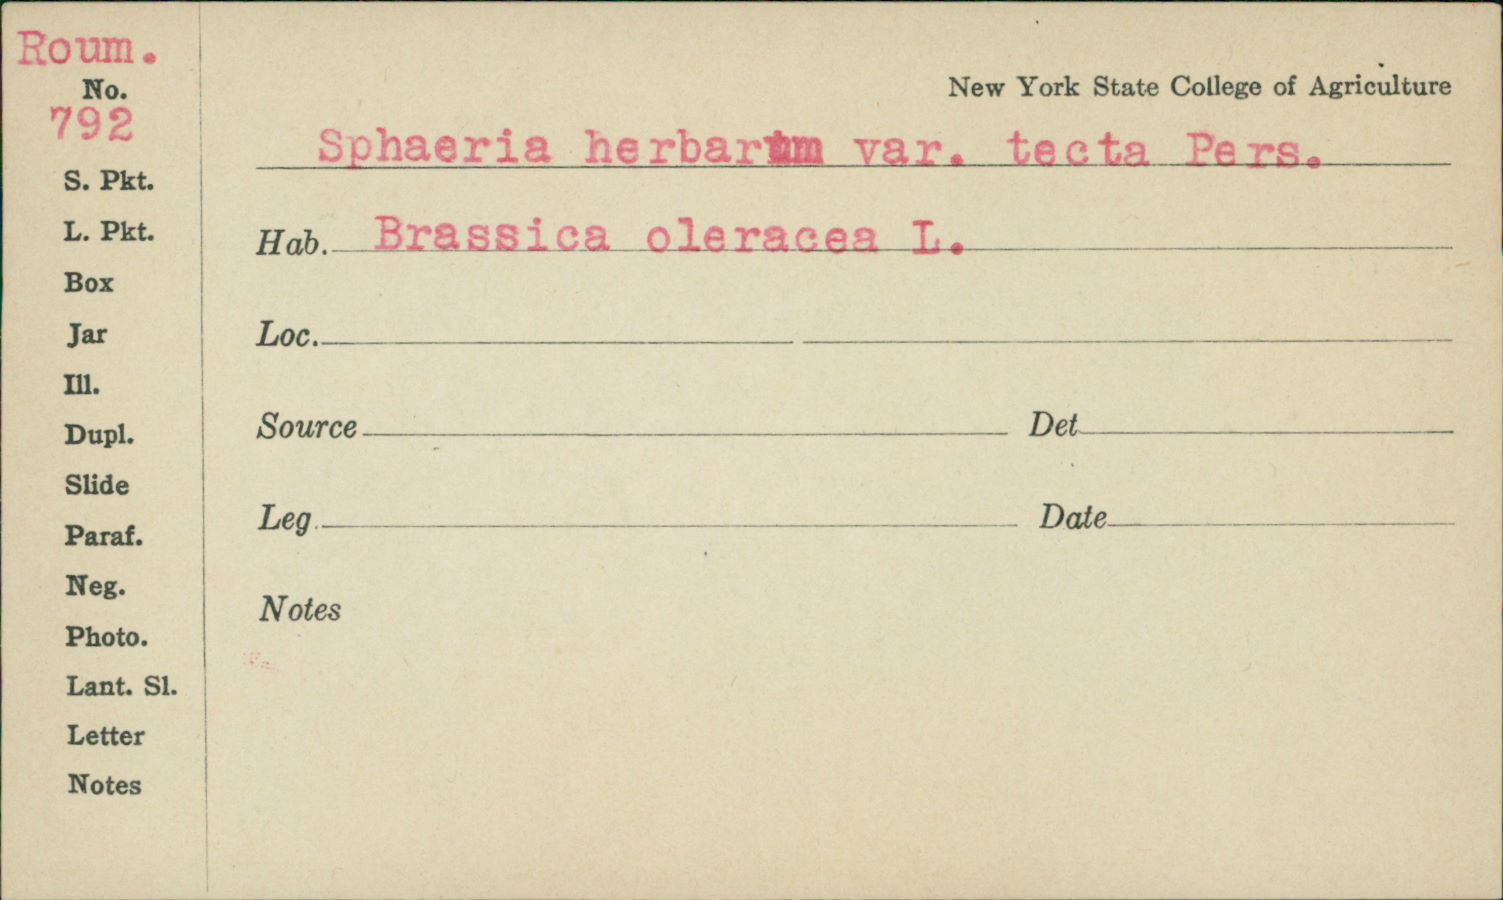 Roum.
No.
792
S. Pkt.
L. Pkt.
Box
Jar
Ill.
Dupl.
Slide
Paraf.
Neg.
Photo.
Lant. Sl.
Letter
Notes
New York State College of Agriculture
Sphaeria herbarum var. tecta Pers.
Hab. Brassica oleracea L.
Loc.
Source Det
Leg. Date
Notes